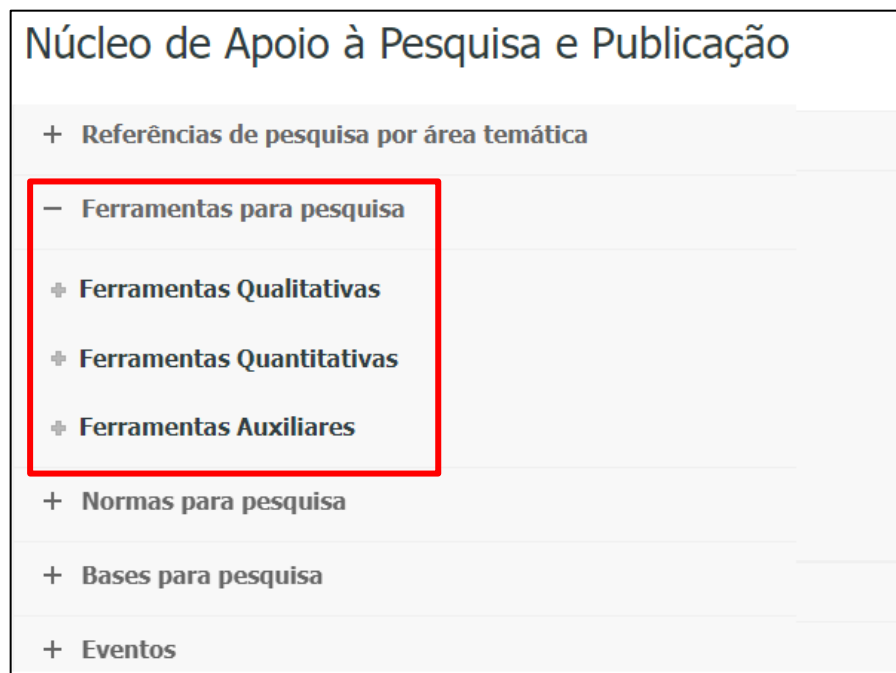 Núcleo de Apoio à Pesquisa e Publicação
+ Referências de pesquisa por área temática
− Ferramentas para pesquisa
+ Ferramentas Qualitativas
+ Ferramentas Quantitativas
+ Ferramentas Auxiliares
+ Normas para pesquisa
+ Bases para pesquisa
+ Eventos